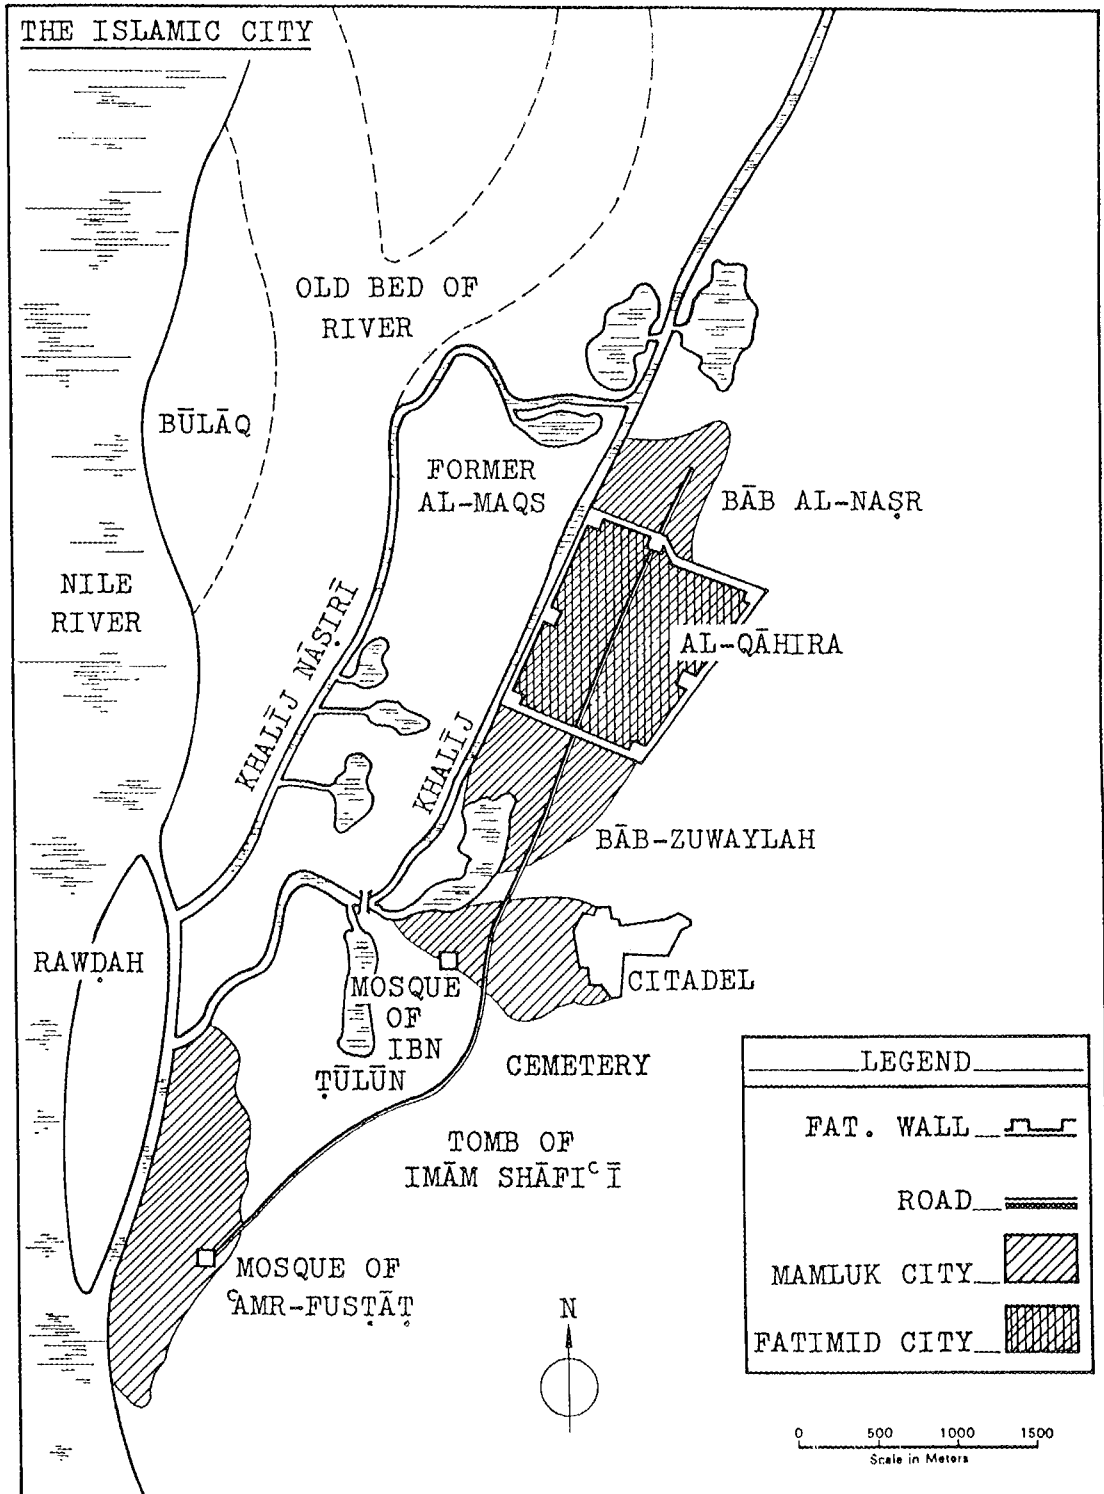 THE ISLAMIC CITY
OLD BED OF
RIVER
BŪLĀQ
FORMER
AL-MAQS
BĀB AL-NAṢR
NILE
RIVER
KHALĪJ NĀṢIRĪ
AL-QĀHIRA
KHALĪJ
BĀB-ZUWAYLAH
RAWḌAH
MOSQUE
OF
IBN
ṬŪLŪN
CITADEL
CEMETERY
TOMB OF
IMĀM SHĀFIᶜĪ
MOSQUE OF
ᶜAMR-FUSṬĀṬ
N
LEGEND
FAT. WALL
ROAD
MAMLUK CITY
FATIMID CITY
0 500 1000 1500
Scale in Meters